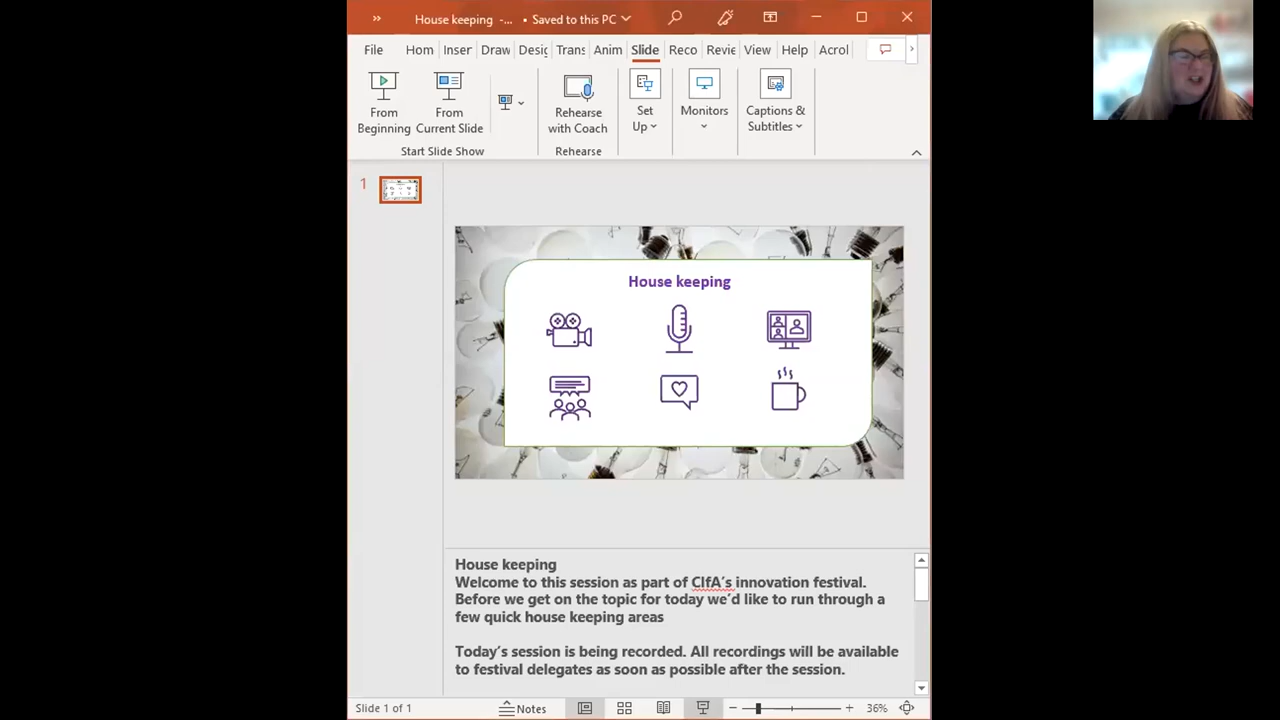 House keeping -... • Saved to this PC
File Hom Inser Draw Desig Trans Anim Slide Reco Revie View Help Acrol
From Beginning
From Current Slide
Rehearse with Coach
Set Up
Monitors
Captions & Subtitles
Start Slide Show
Rehearse
1
House keeping
House keeping
Welcome to this session as part of CIfA's innovation festival.
Before we get on the topic for today we'd like to run through a
few quick house keeping areas
Today's session is being recorded. All recordings will be available
to festival delegates as soon as possible after the session.
Slide 1 of 1 Notes 36%